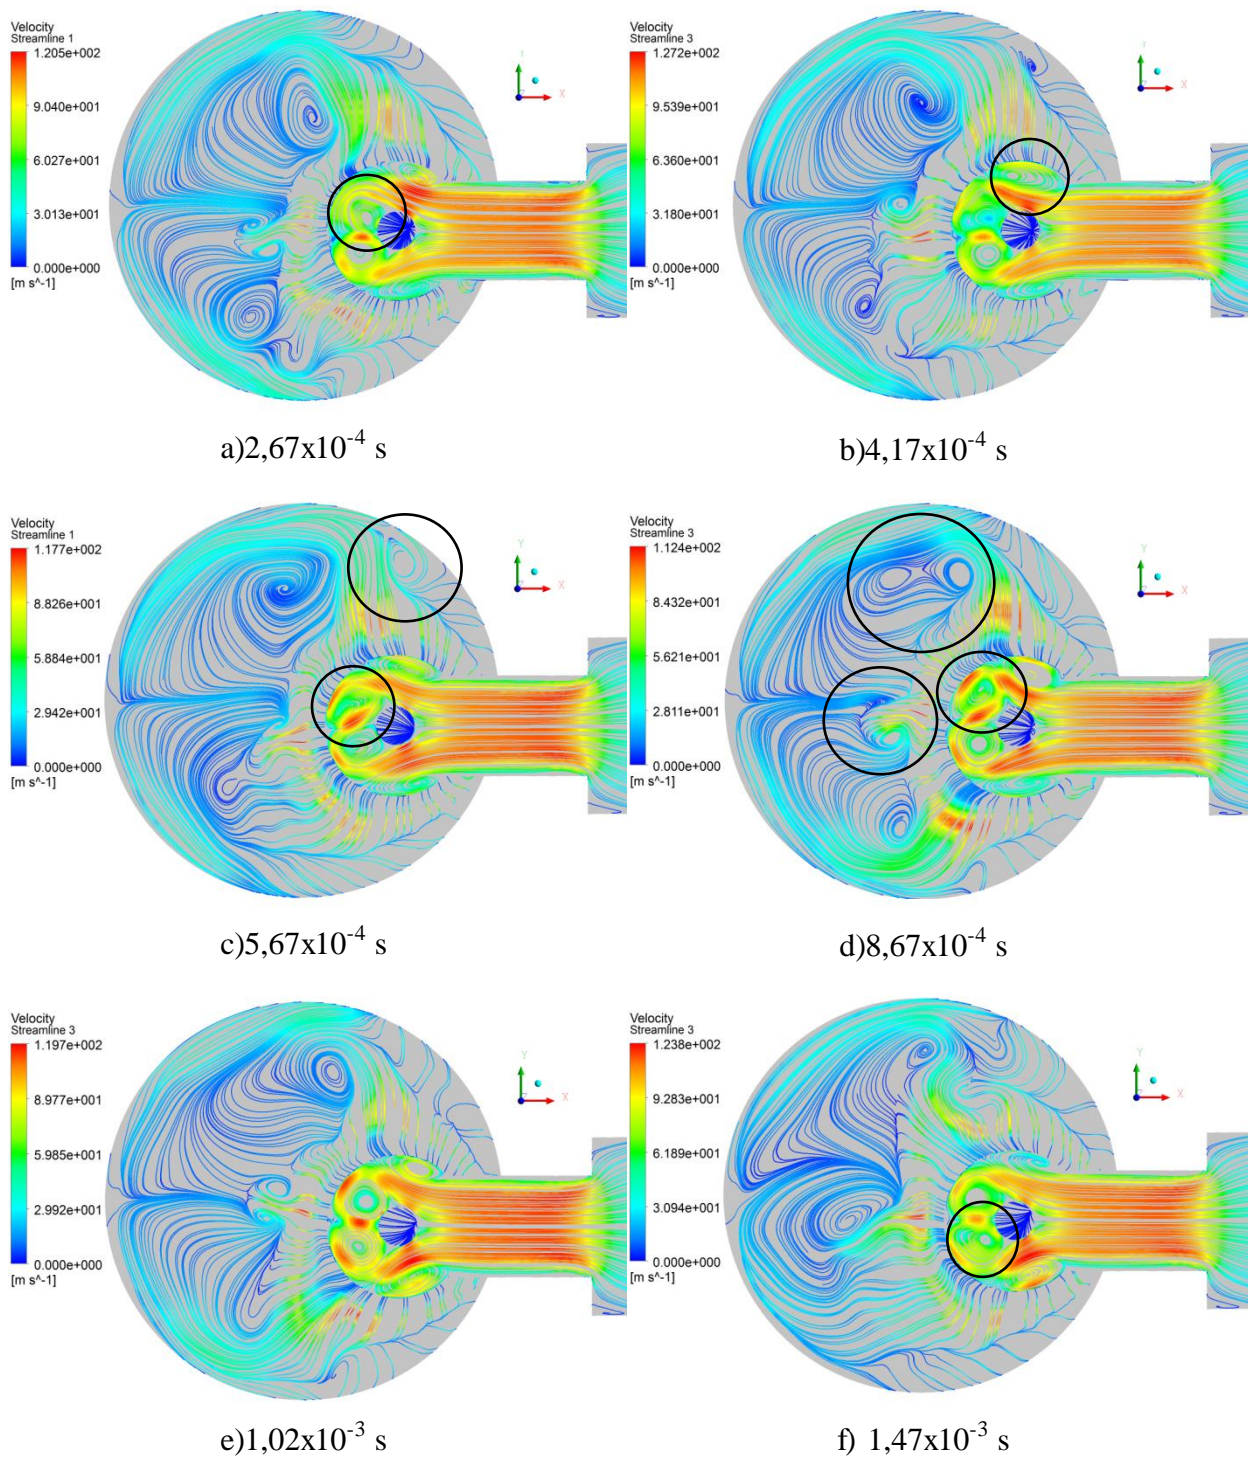 Velocity
Streamline 1
1.205e+002
9.040e+001
6.027e+001
3.013e+001
0.000e+000
[m s^-1]
X
Velocity
Streamline 3
1.272e+002
9.539e+001
6.360e+001
3.180e+001
0.000e+000
[m s^-1]
X
a)2,67x10-4 s
b)4,17x10-4 s
Velocity
Streamline 1
1.177e+002
8.826e+001
5.884e+001
2.942e+001
0.000e+000
[m s^-1]
Y
X
Velocity
Streamline 3
1.124e+002
8.432e+001
5.621e+001
2.811e+001
0.000e+000
[m s^-1]
Y
X
c)5,67x10-4 s
d)8,67x10-4 s
Velocity
Streamline 3
1.197e+002
8.977e+001
5.985e+001
2.992e+001
0.000e+000
[m s^-1]
Y
X
Velocity
Streamline 3
1.238e+002
9.283e+001
6.189e+001
3.094e+001
0.000e+000
[m s^-1]
Y
X
e)1,02x10-3 s
f) 1,47x10-3 s